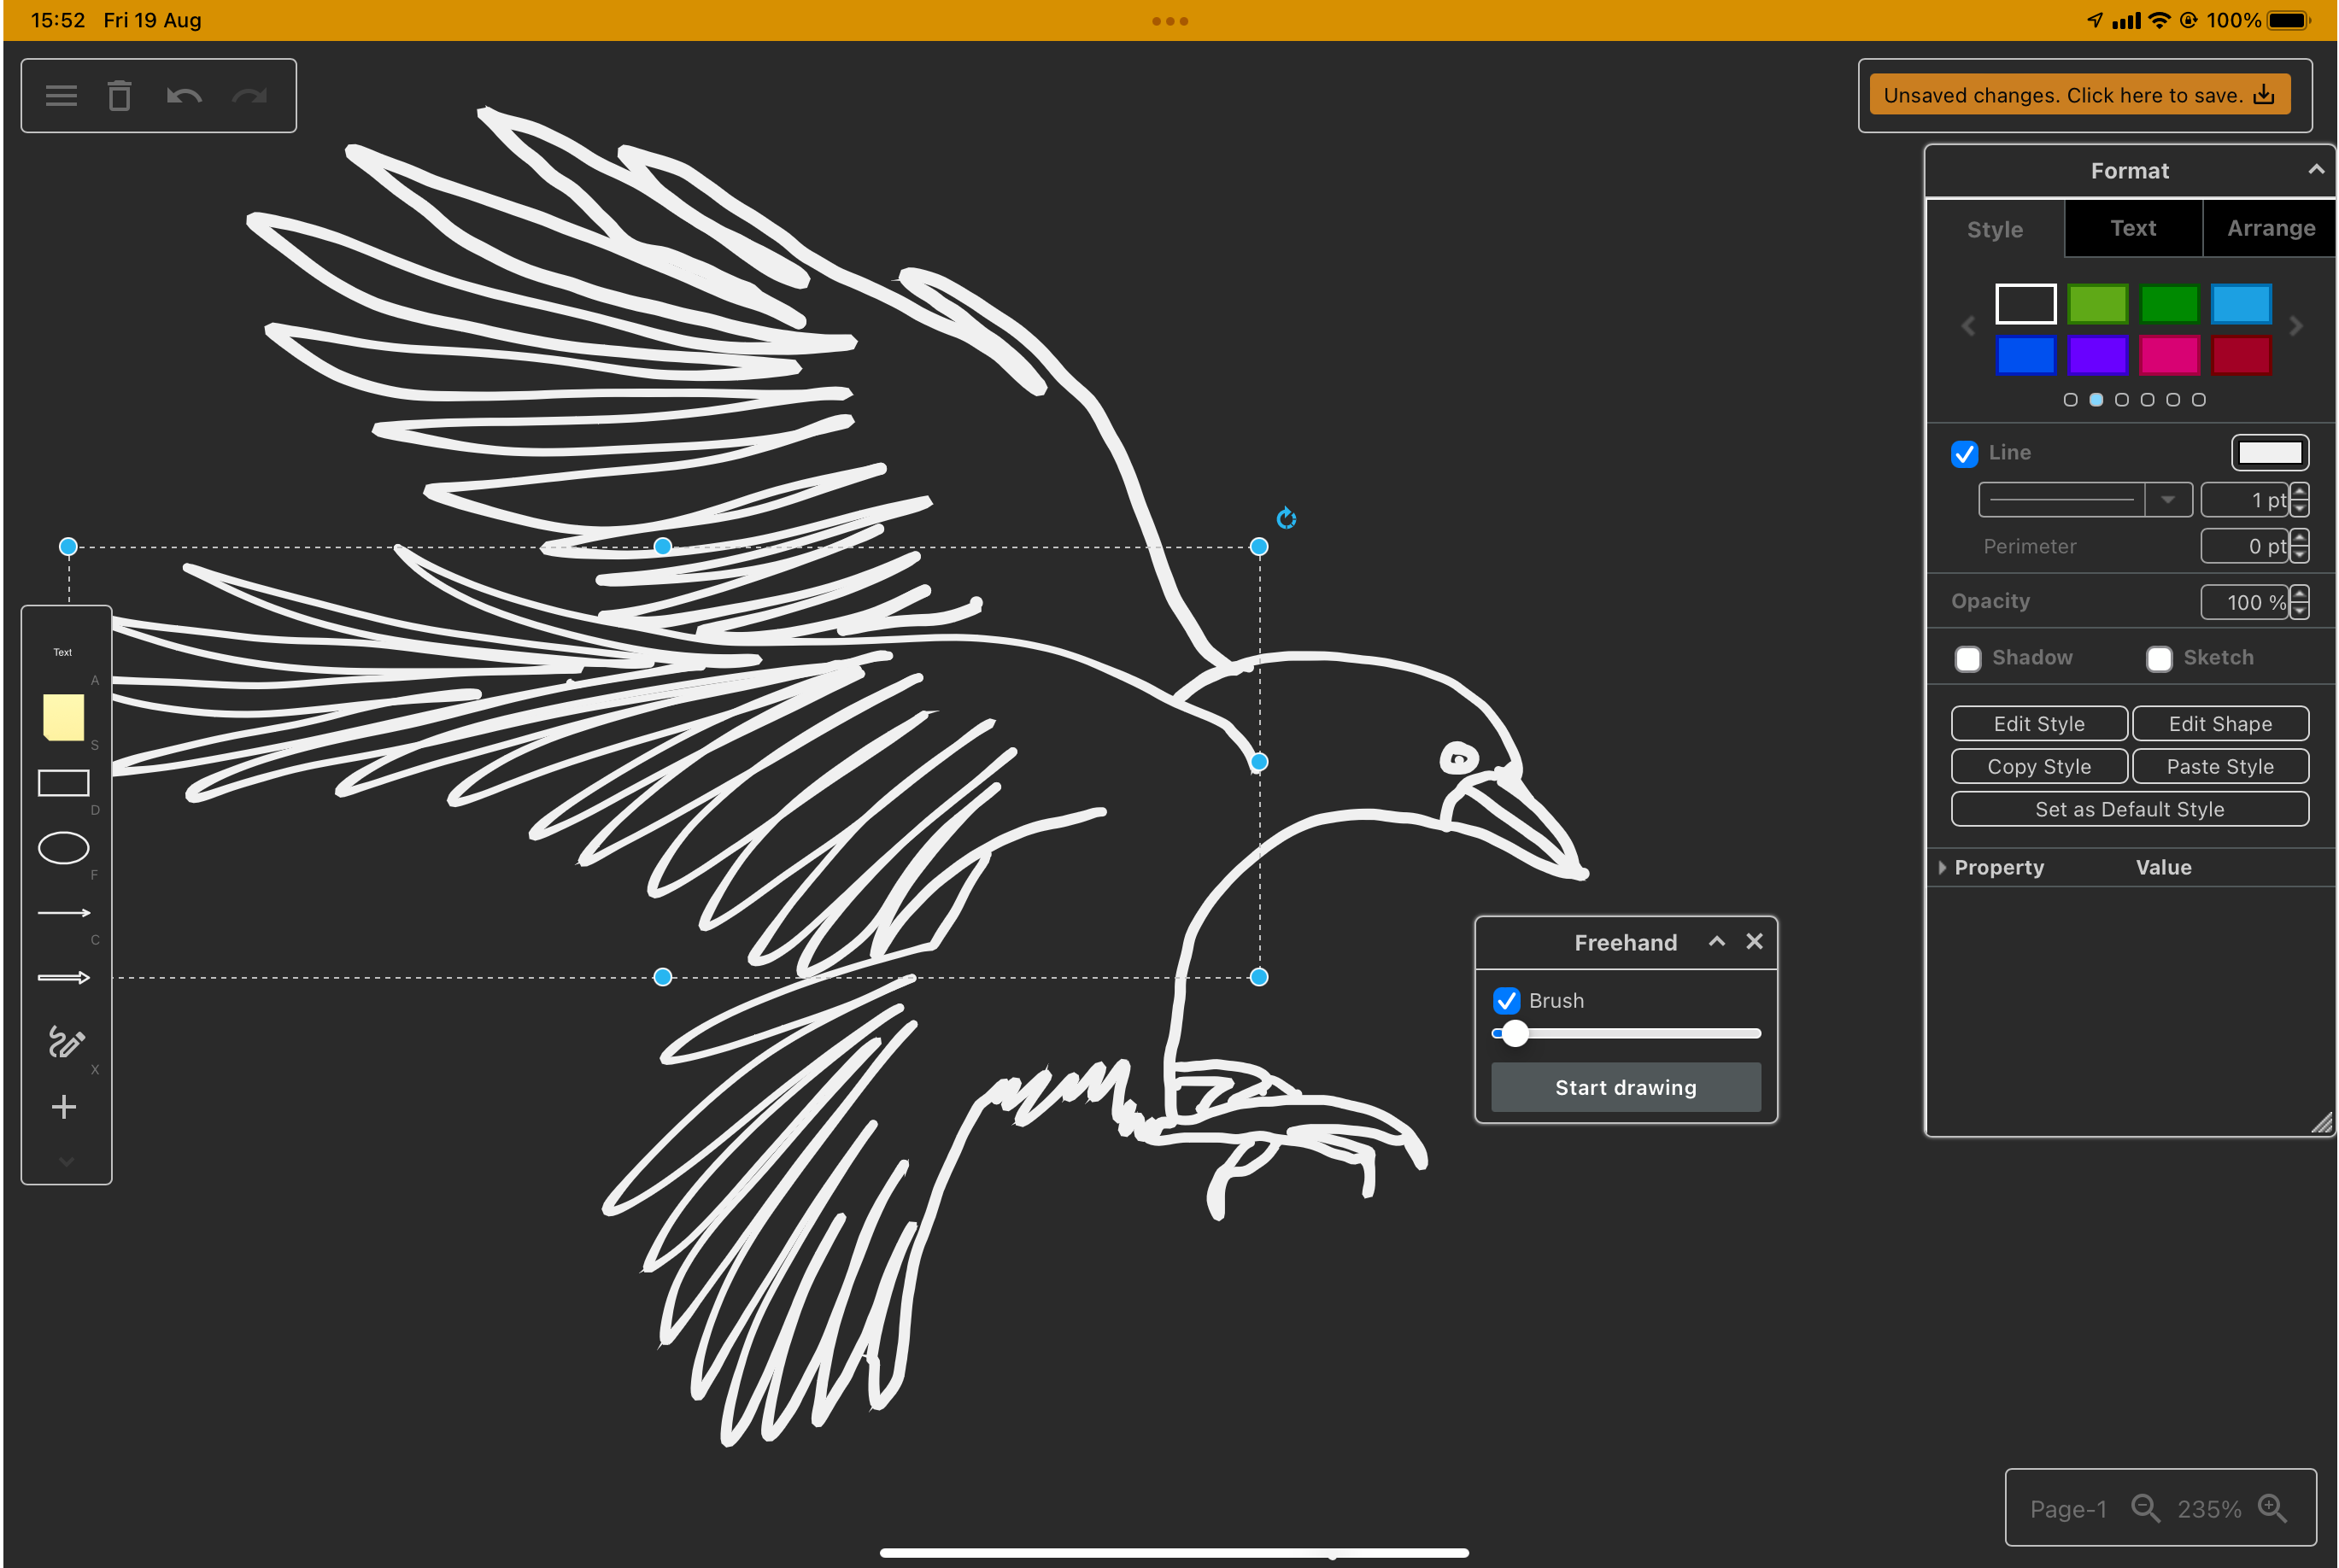 15:52 Fri 19 Aug
100%
Unsaved changes. Click here to save.
Format
Style Text Arrange
Line
1 pt
Perimeter 0 pt
Opacity 100 %
Shadow Sketch
Edit Style Edit Shape
Copy Style Paste Style
Set as Default Style
Property Value
Text
A
S
D
F
C
X
Freehand
Brush
Start drawing
Page-1 235%